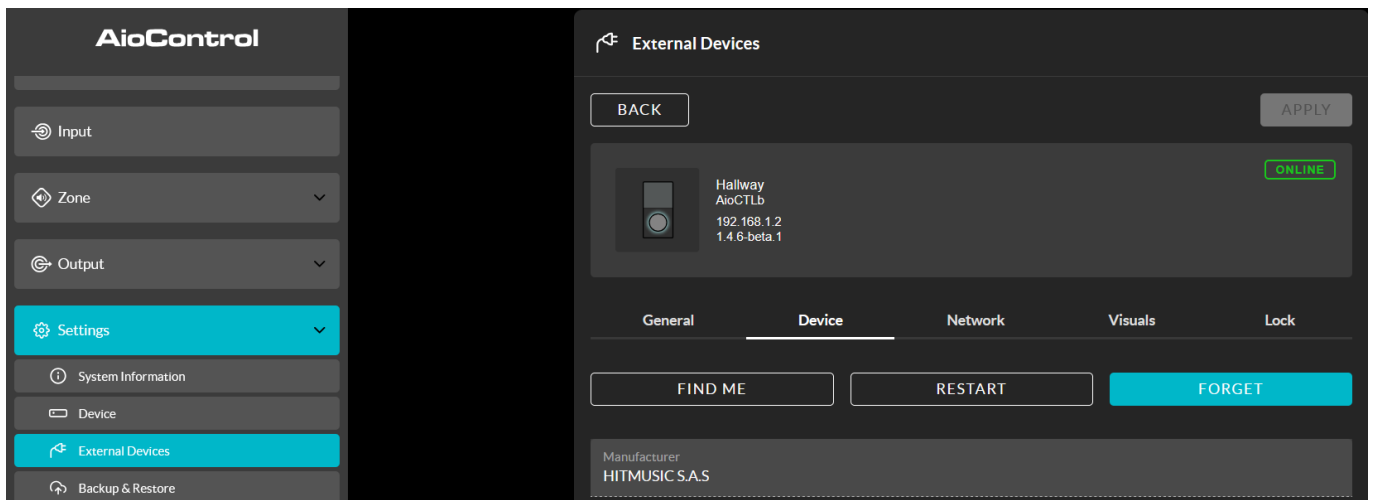 AioControl
Input
Zone
Output
Settings
System Information
Device
External Devices
Backup & Restore
External Devices
BACK
APPLY
Hallway
AioCTLb
192.168.1.2
1.4.6-beta.1
ONLINE
General Device Network Visuals Lock
FIND ME RESTART FORGET
Manufacturer
HITMUSIC S.A.S